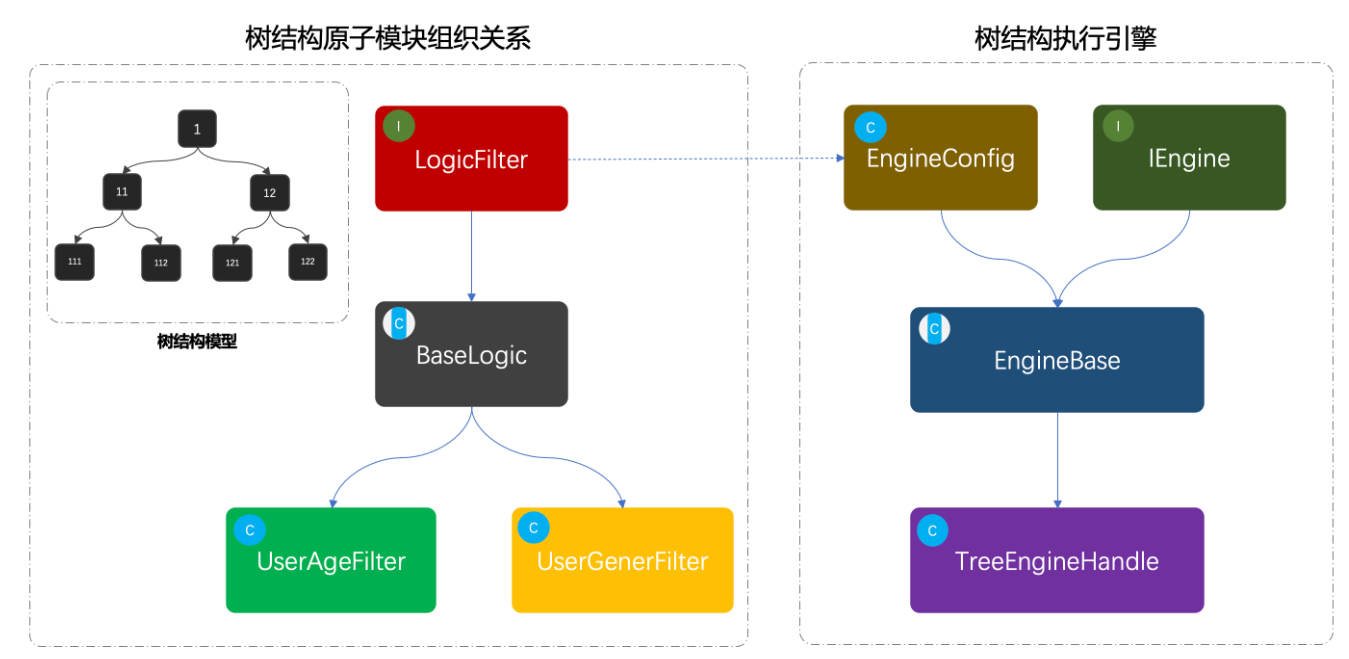 树结构原子模块组织关系
1
11
12
111
112
121
122
树结构模型
I
LogicFilter
C
BaseLogic
C
UserAgeFilter
C
UserGenerFilter
树结构执行引擎
C
EngineConfig
I
IEngine
C
EngineBase
C
TreeEngineHandle